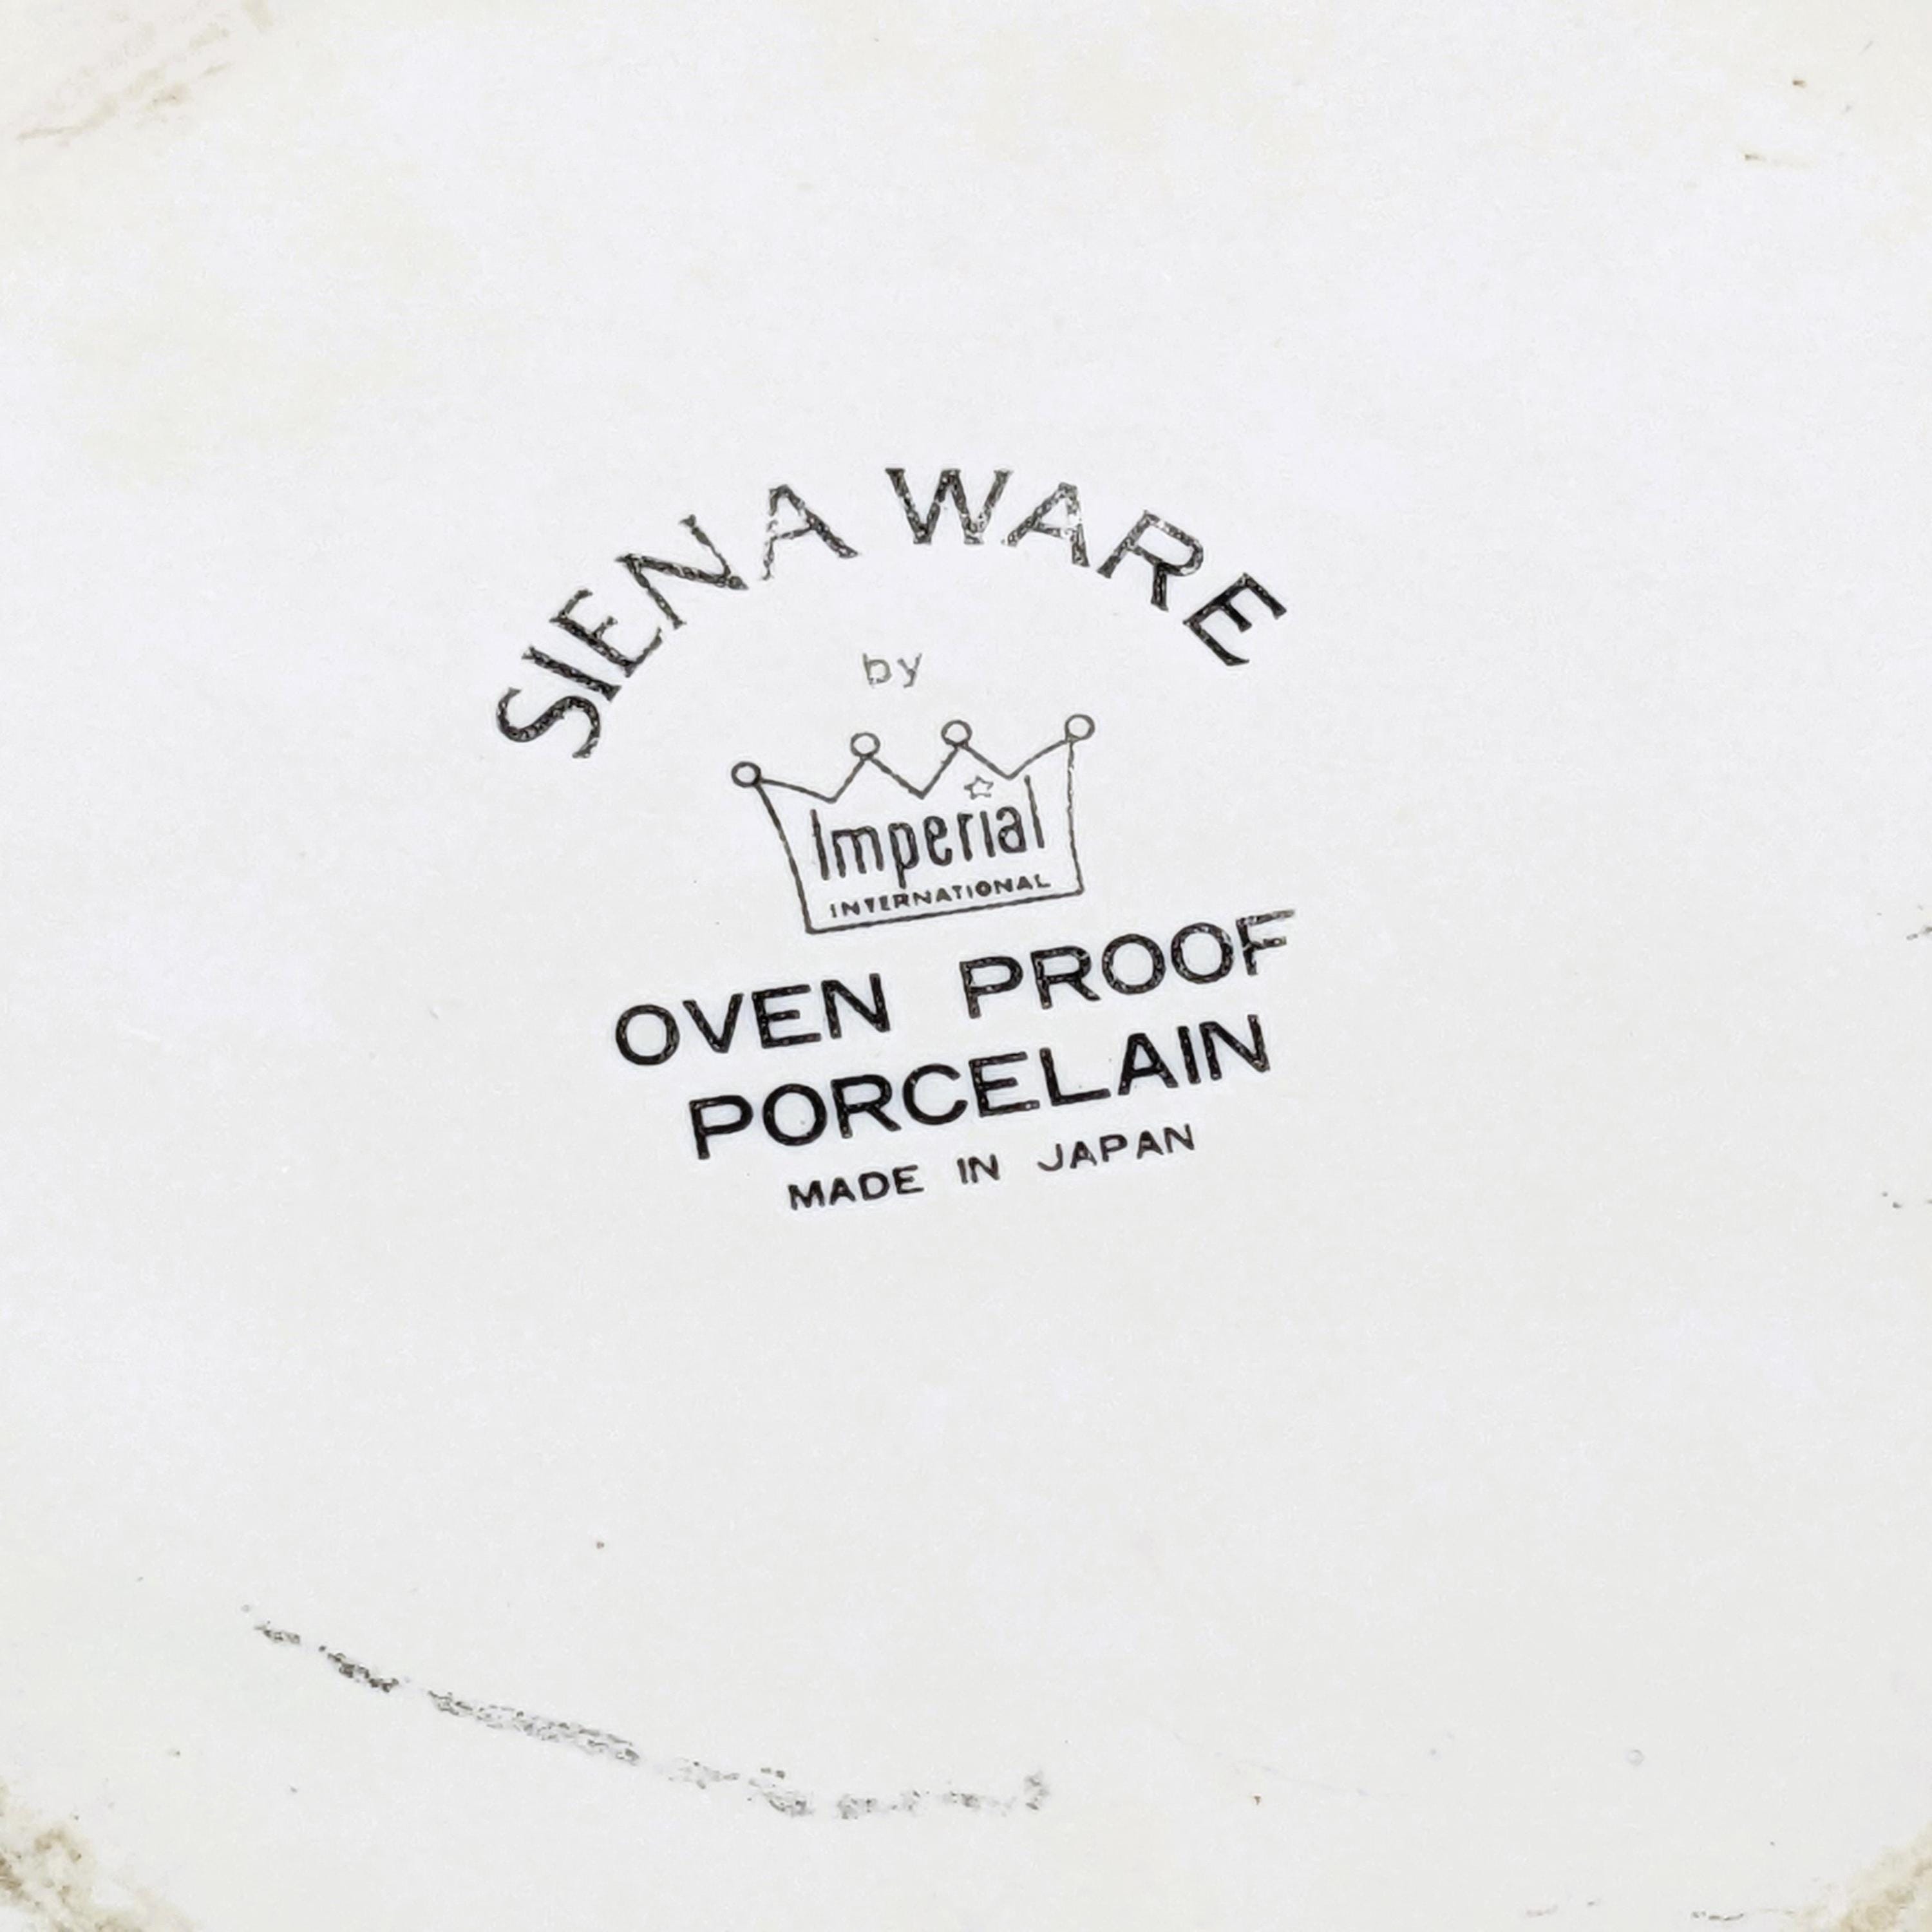 SIENA WARE
by
Imperial
INTERNATIONAL
OVEN PROOF
PORCELAIN
MADE IN JAPAN